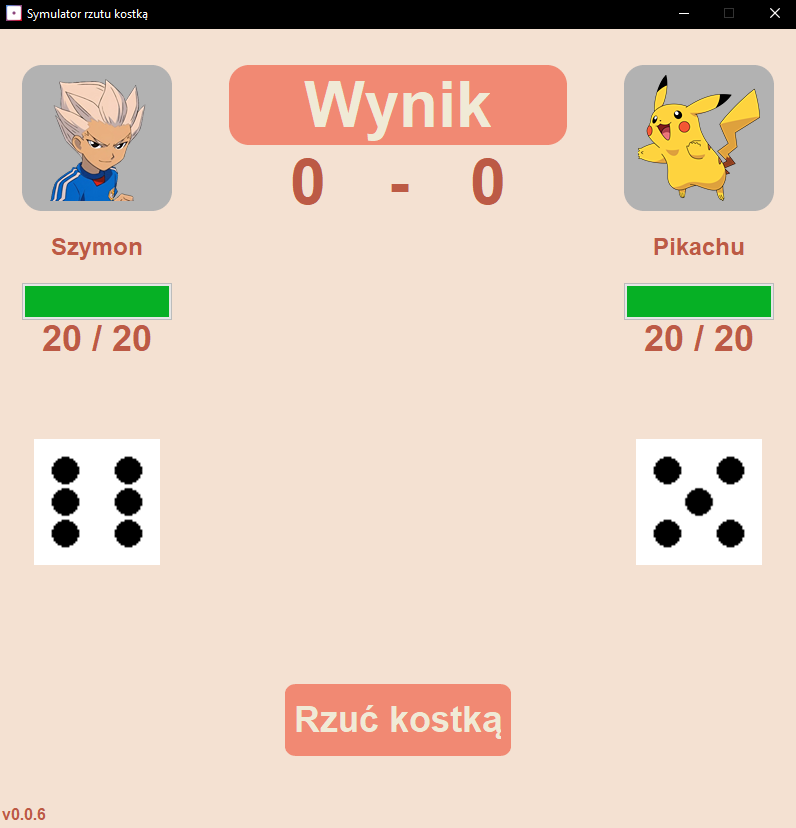 Symulator rzutu kostką
Wynik
0 - 0
Szymon
Pikachu
20 / 20
20 / 20
Rzuć kostką
v0.0.6